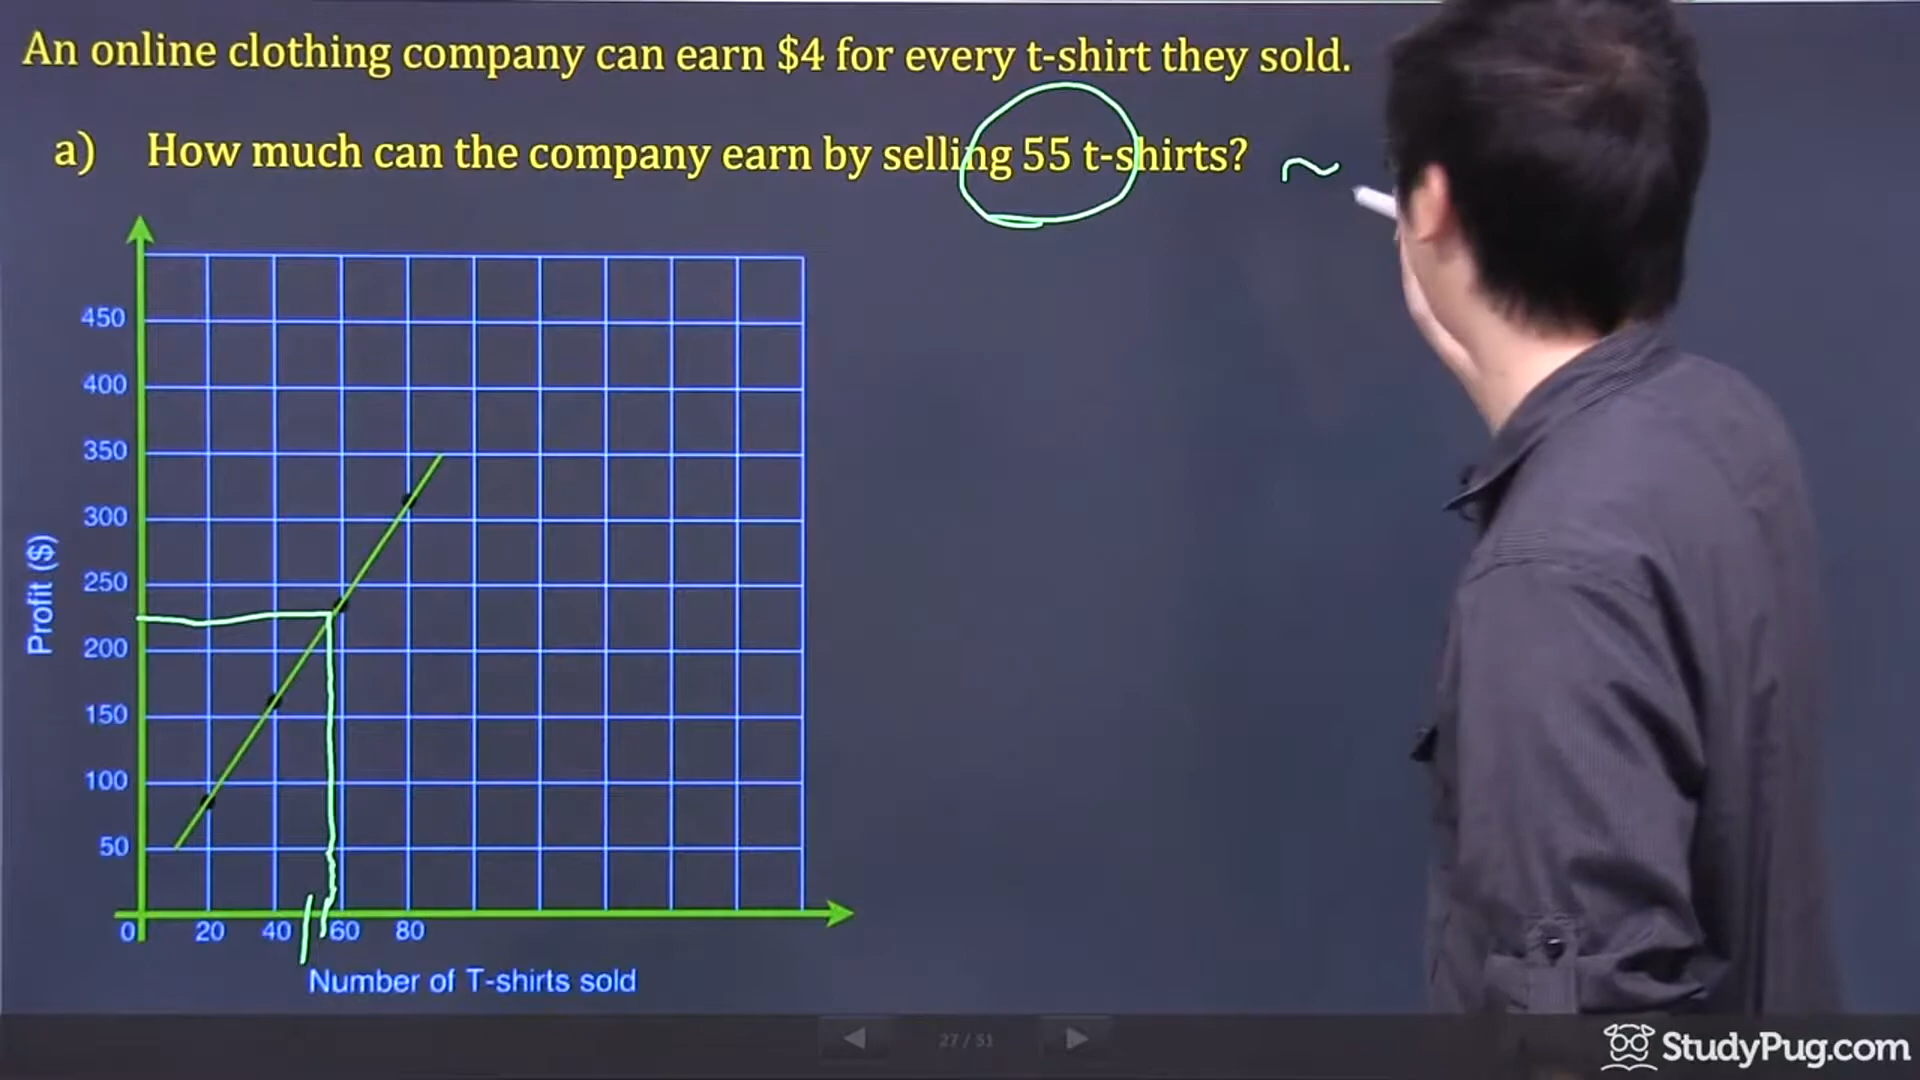 An online clothing company can earn $4 for every t-shirt they sold.
a) How much can the company earn by selling 55 t-shirts? ~
450
400
350
300
250
200
150
100
50
0 20 40 60 80
Profit ($)
Number of T-shirts sold
27 / 51
StudyPug.com